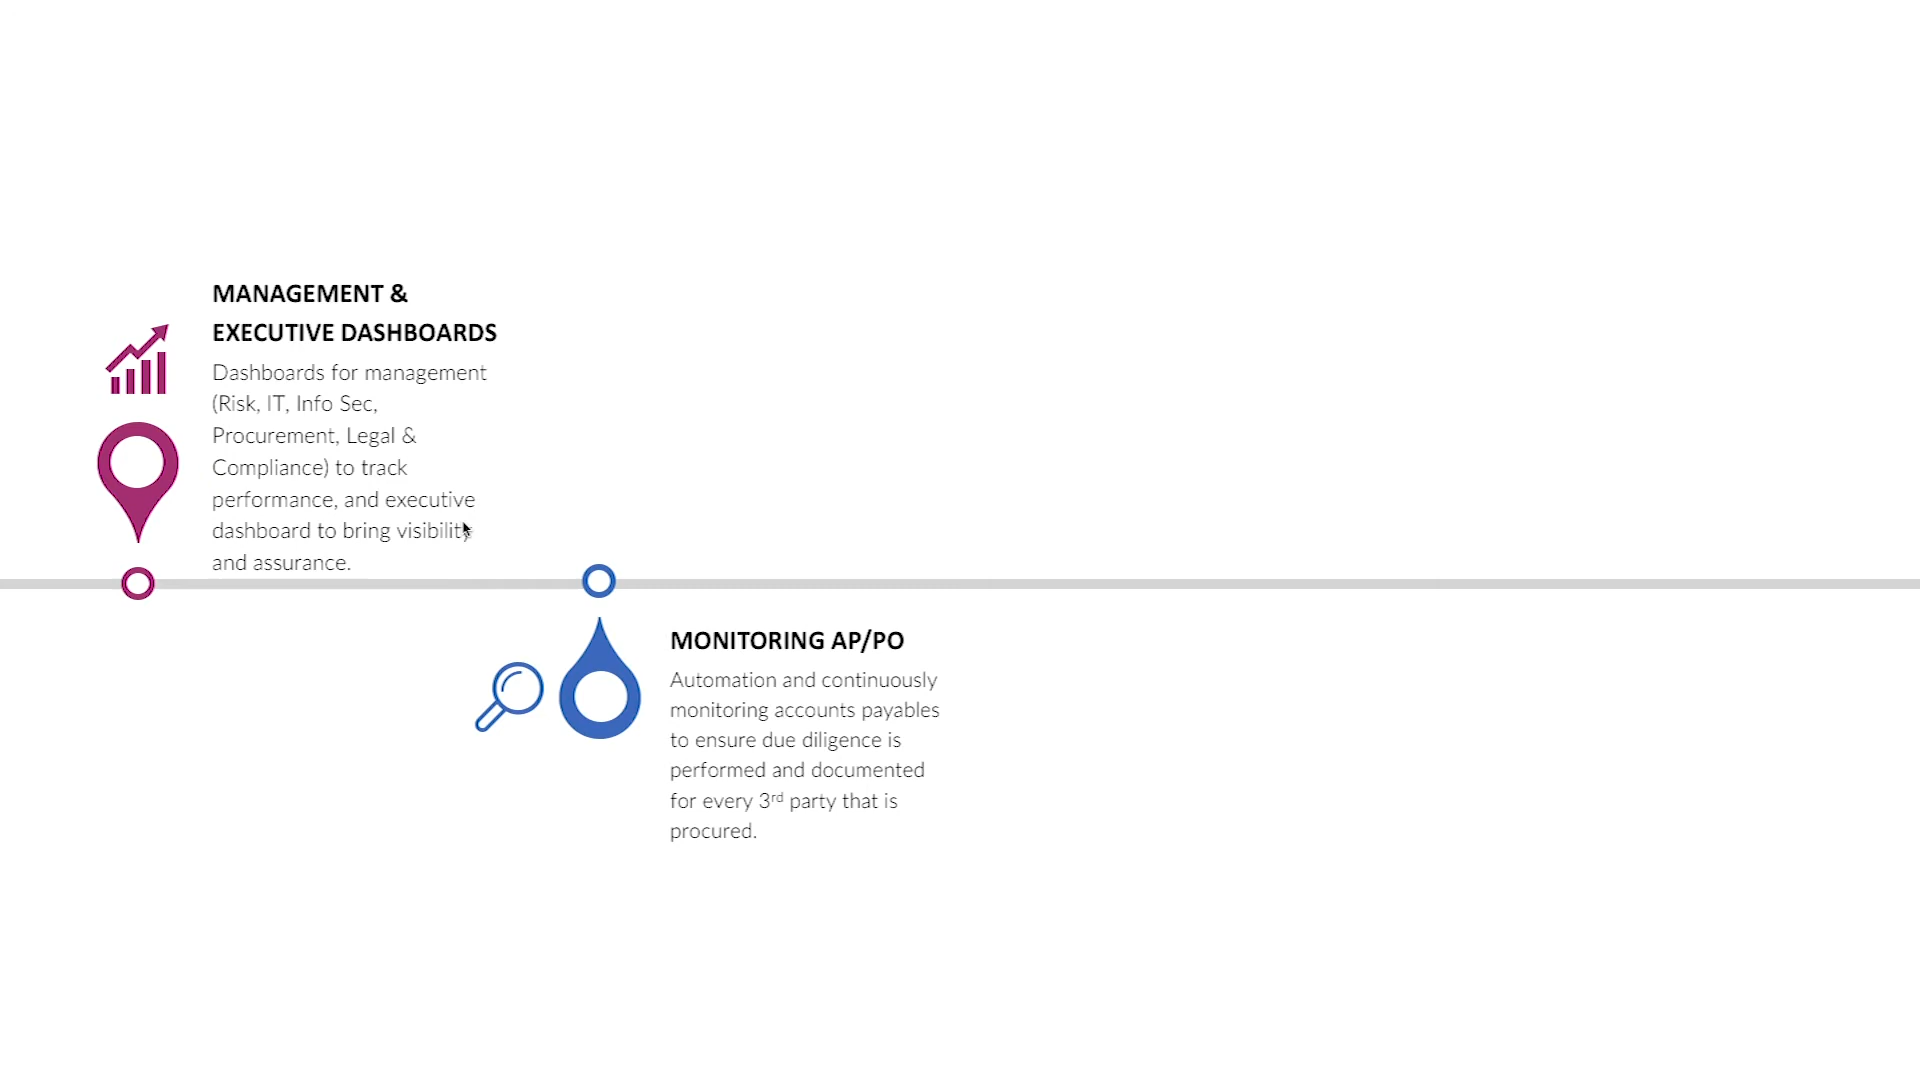 MANAGEMENT &
EXECUTIVE DASHBOARDS
Dashboards for management
(Risk, IT, Info Sec,
Procurement, Legal &
Compliance) to track
performance, and executive
dashboard to bring visibility
and assurance.
MONITORING AP/PO
Automation and continuously
monitoring accounts payables
to ensure due diligence is
performed and documented
for every 3rd party that is
procured.